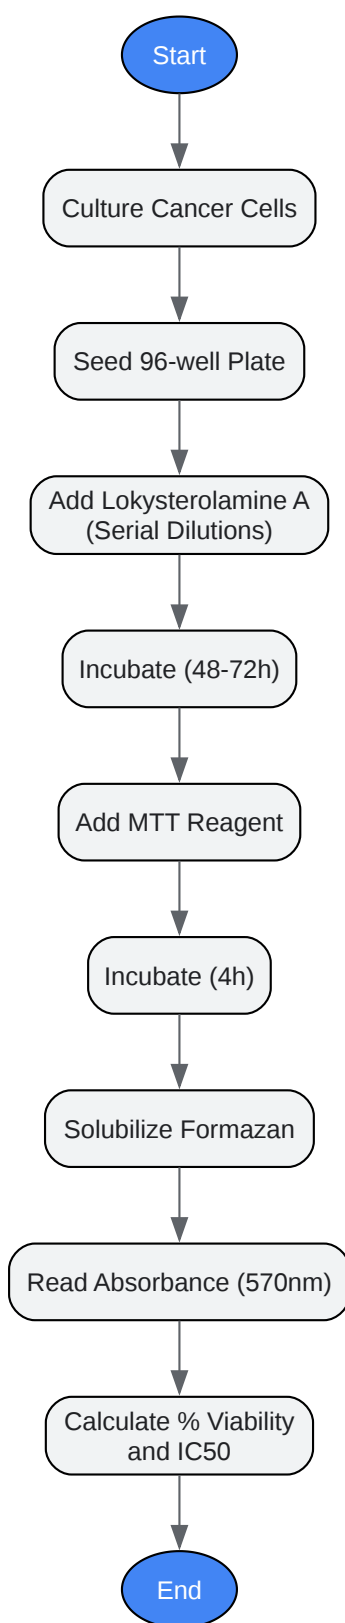 Start
Culture Cancer Cells
Seed 96-well Plate
Add Lokysterolamine A
(Serial Dilutions)
Incubate (48-72h)
Add MTT Reagent
Incubate (4h)
Solubilize Formazan
Read Absorbance (570nm)
Calculate % Viability
and IC50
End